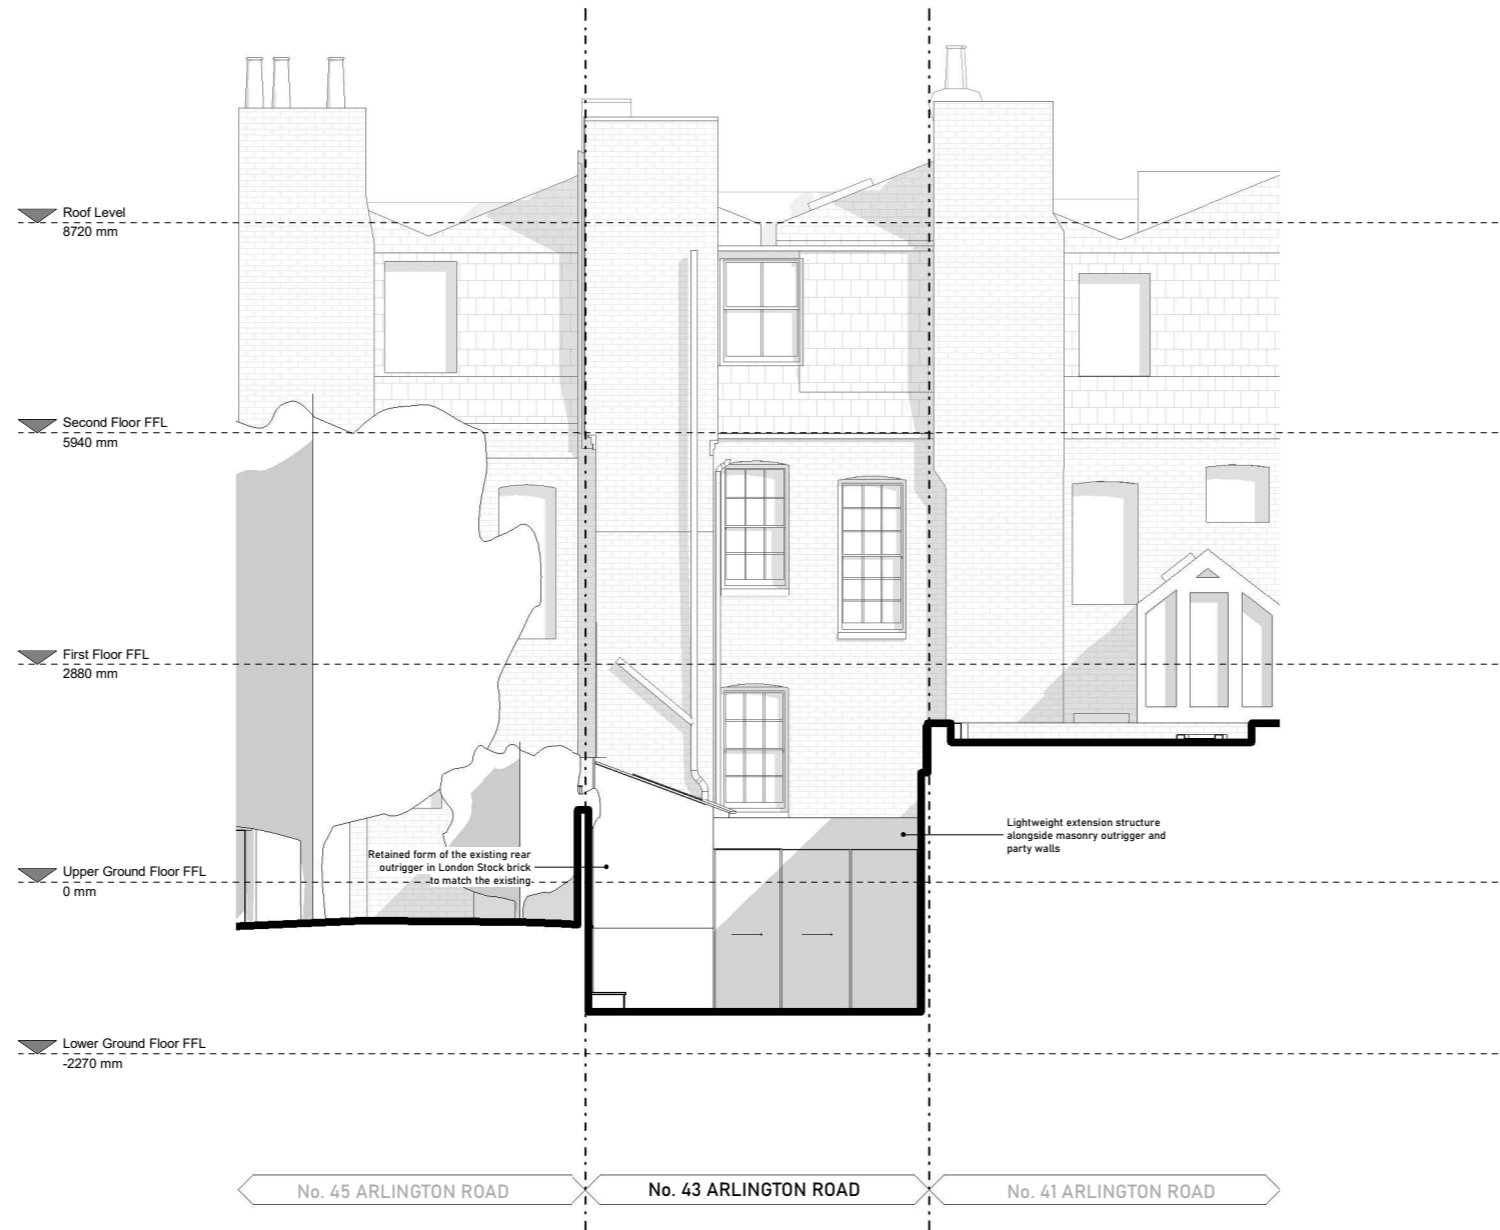 Roof Level
8720 mm
Second Floor FFL
5940 mm
First Floor FFL
2880 mm
Lightweight extension structure
alongside masonry outrigger and
party walls
Retained form of the existing rear
outrigger in London Stock brick
to match the existing
Upper Ground Floor FFL
0 mm
Lower Ground Floor FFL
-2270 mm
No. 45 ARLINGTON ROAD
No. 43 ARLINGTON ROAD
No. 41 ARLINGTON ROAD